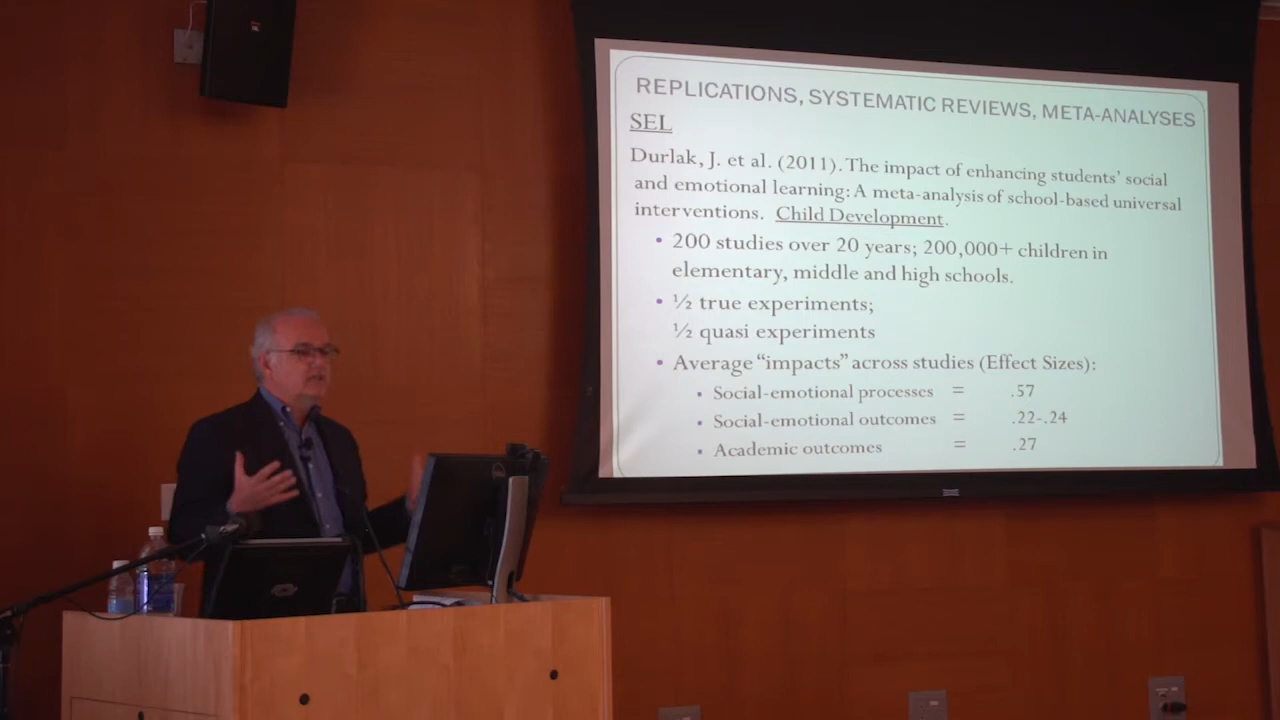 REPLICATIONS, SYSTEMATIC REVIEWS, META-ANALYSES
SEL
Durlak, J. et al. (2011). The impact of enhancing students' social
and emotional learning: A meta-analysis of school-based universal
interventions. Child Development.
• 200 studies over 20 years; 200,000+ children in
elementary, middle and high schools.
• ½ true experiments;
½ quasi experiments
• Average “impacts” across studies (Effect Sizes):
• Social-emotional processes = .57
• Social-emotional outcomes = .22-.24
• Academic outcomes = .27